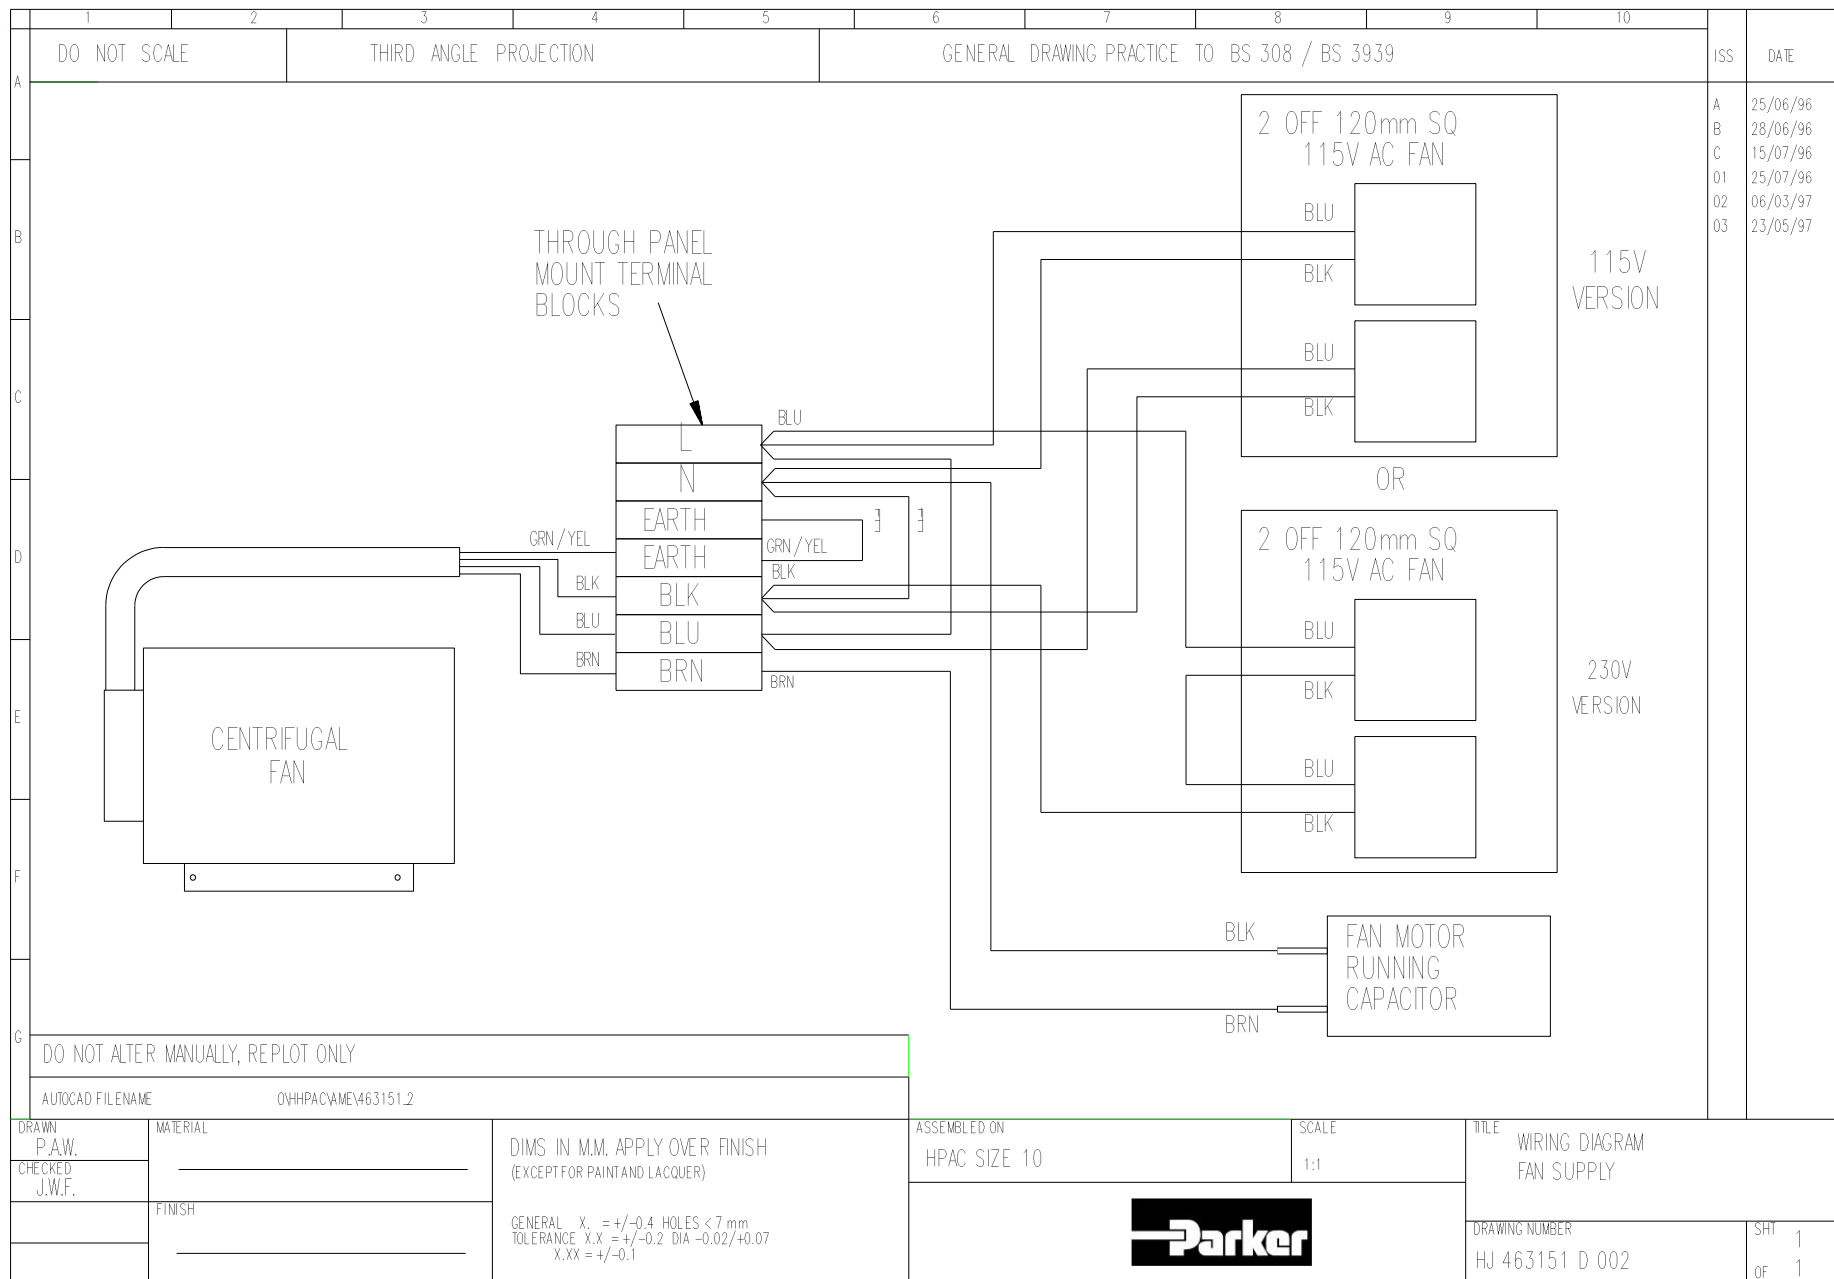 1 2 3 4 5 6 7 8 9 10
DO NOT SCALE
THIRD ANGLE PROJECTION
GENERAL DRAWING PRACTICE TO BS 308 / BS 3939
ISS DATE
A 25/06/96
B 28/06/96
C 15/07/96
01 25/07/96
02 06/03/97
03 23/05/97
A
B
C
D
E
F
G
2 OFF 120mm SQ
115V AC FAN
BLU
BLK
BLU
BLK
115V
VERSION
OR
2 OFF 120mm SQ
115V AC FAN
BLU
BLK
BLU
BLK
230V
VERSION
THROUGH PANEL
MOUNT TERMINAL
BLOCKS
BLU
L
N
EARTH
EARTH
BLK
BLU
BRN
GRN/YEL
BLK
BLU
BRN
GRN/YEL
BLK
BRN
CENTRIFUGAL
FAN
BLK
BRN
FAN MOTOR
RUNNING
CAPACITOR
DO NOT ALTER MANUALLY, REPLOT ONLY
AUTOCAD FILENAME O\HHPAC\AME\463151_2
DRAWN
P.A.W.
CHECKED
J.W.F.
MATERIAL
FINISH
DIMS IN M.M. APPLY OVER FINISH
(EXCEPT FOR PAINT AND LACQUER)
GENERAL X. = +/-0.4 HOLES < 7 mm
TOLERANCE X.X = +/-0.2 DIA -0.02/+0.07
X.XX = +/-0.1
ASSEMBLED ON
HPAC SIZE 10
SCALE
1:1
Parker
TITLE
WIRING DIAGRAM
FAN SUPPLY
DRAWING NUMBER
HJ 463151 D 002
SHT 1
OF 1